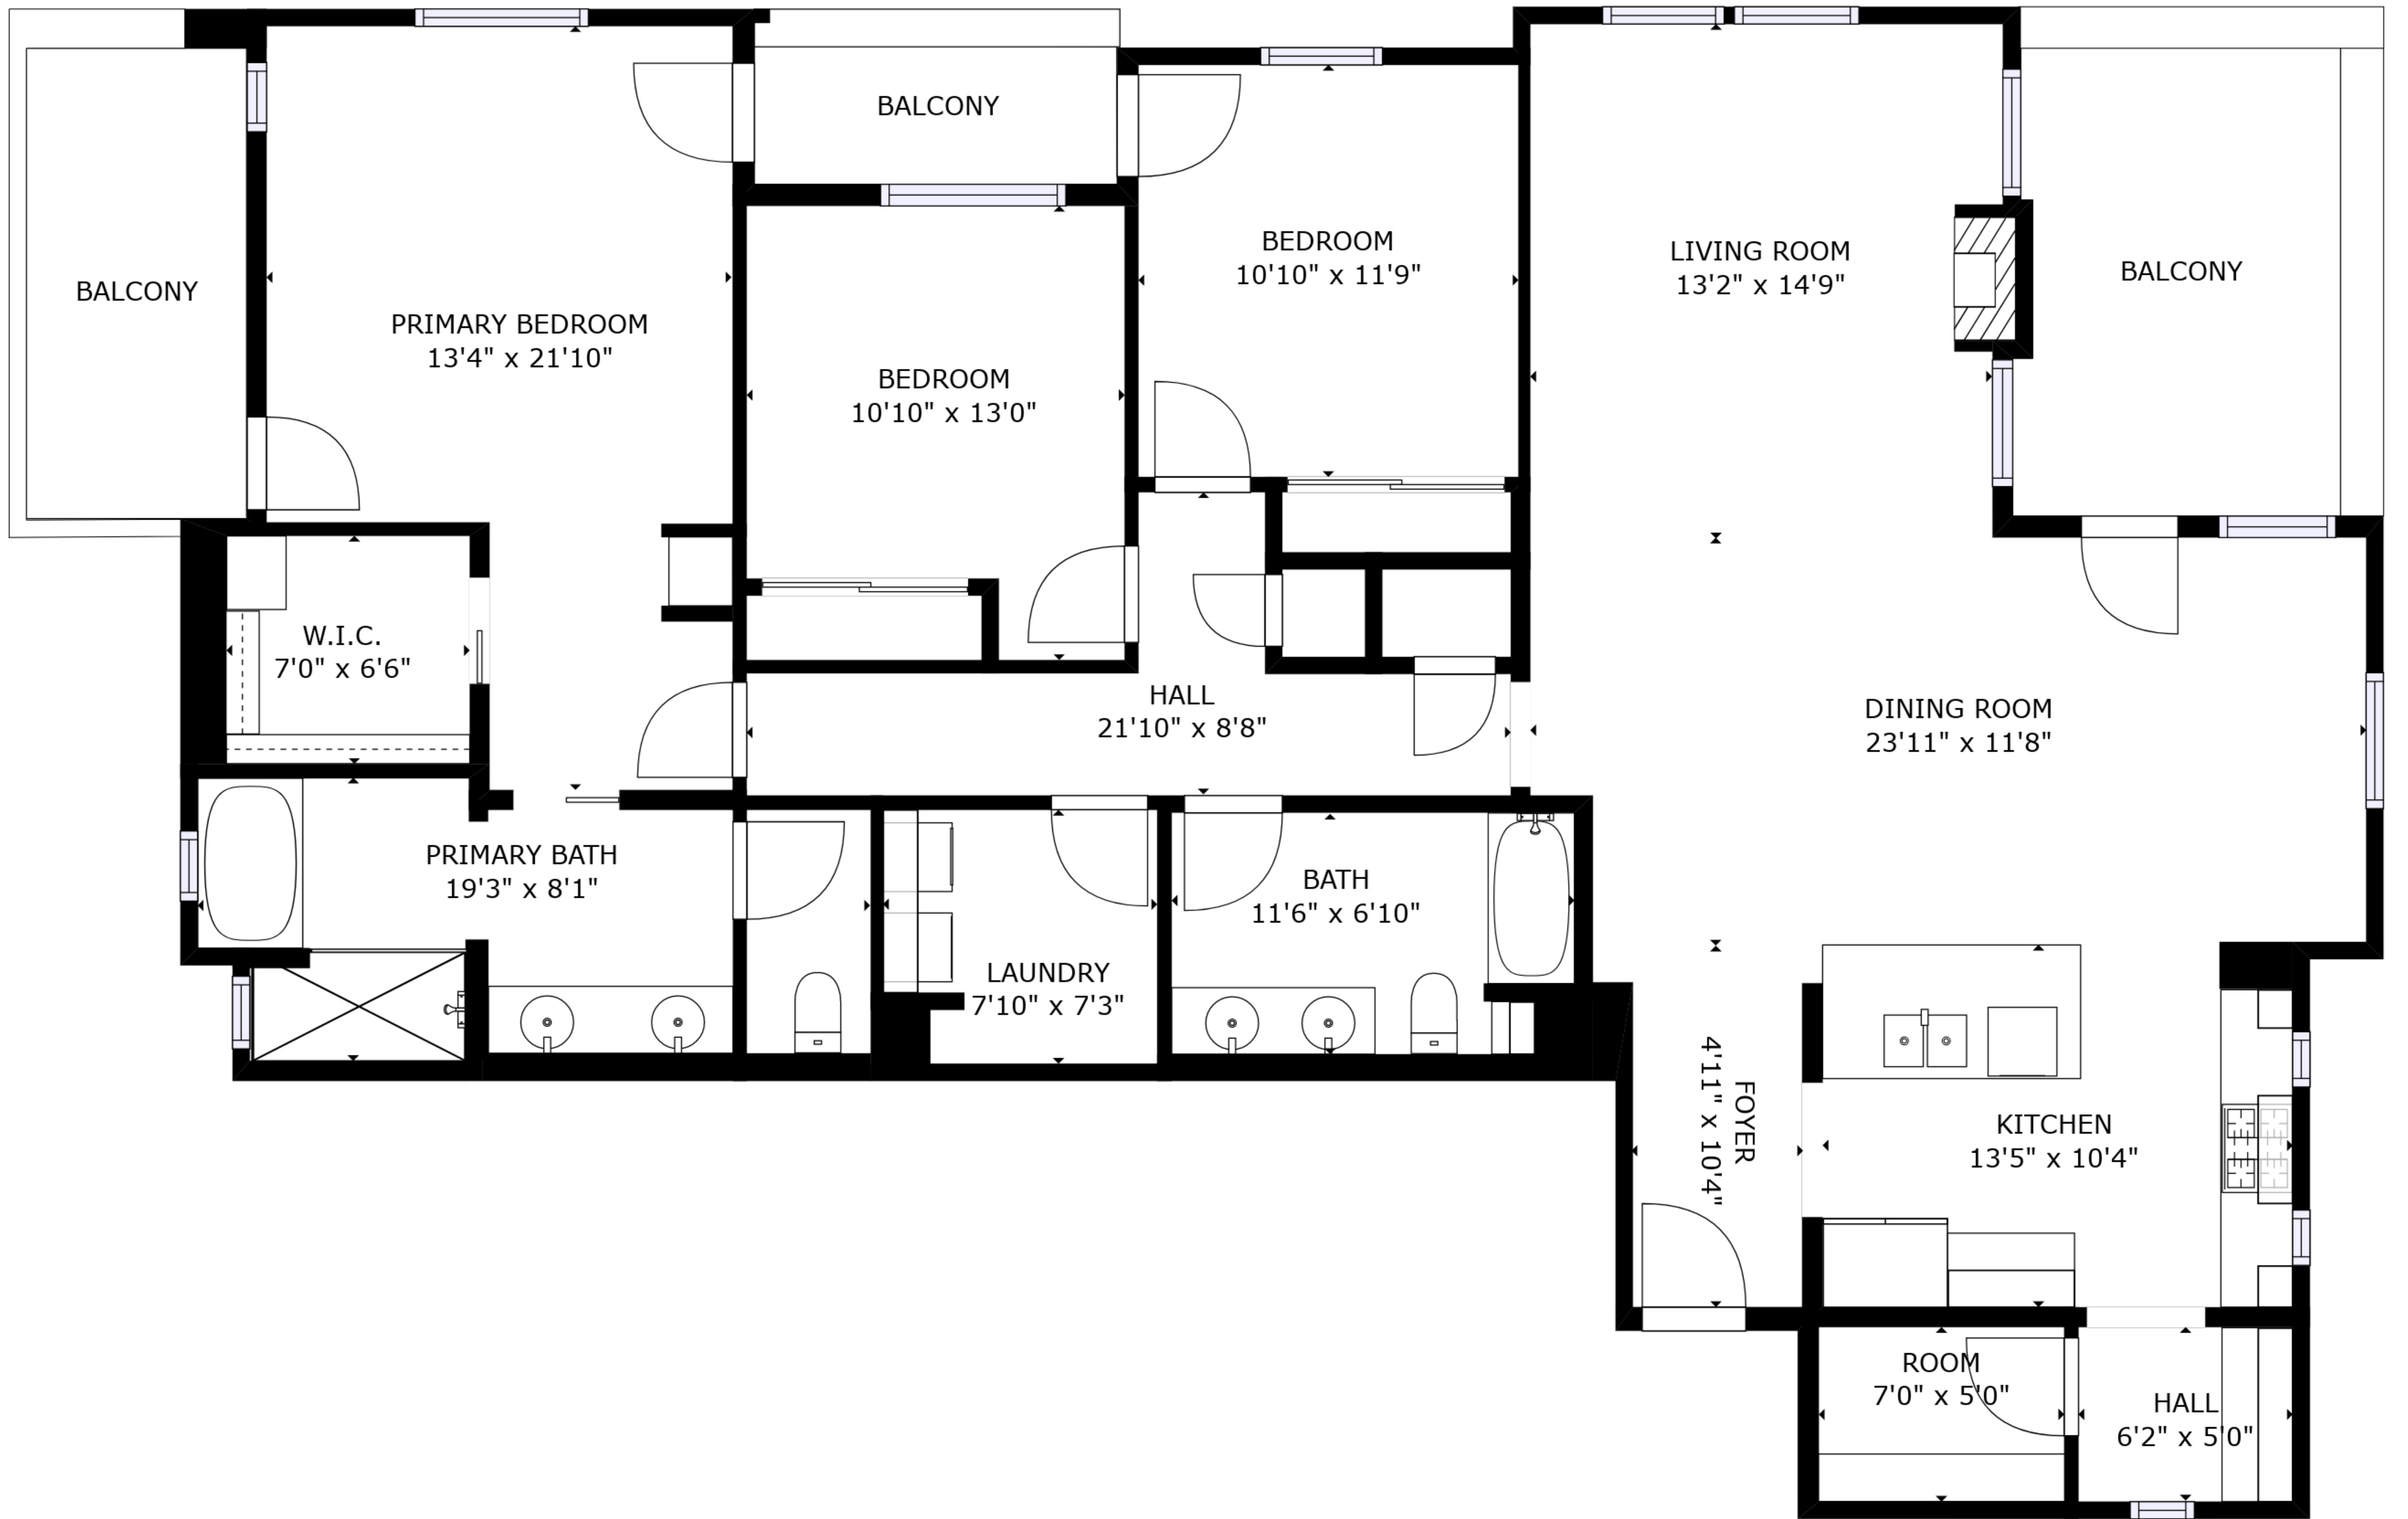 BALCONY
PRIMARY BEDROOM
13'4" x 21'10"
BALCONY
BEDROOM
10'10" x 13'0"
BEDROOM
10'10" x 11'9"
LIVING ROOM
13'2" x 14'9"
BALCONY
W.I.C.
7'0" x 6'6"
HALL
21'10" x 8'8"
DINING ROOM
23'11" x 11'8"
PRIMARY BATH
19'3" x 8'1"
LAUNDRY
7'10" x 7'3"
BATH
11'6" x 6'10"
FOYER
4'11" x 10'4"
KITCHEN
13'5" x 10'4"
ROOM
7'0" x 5'0"
HALL
6'2" x 5'0"